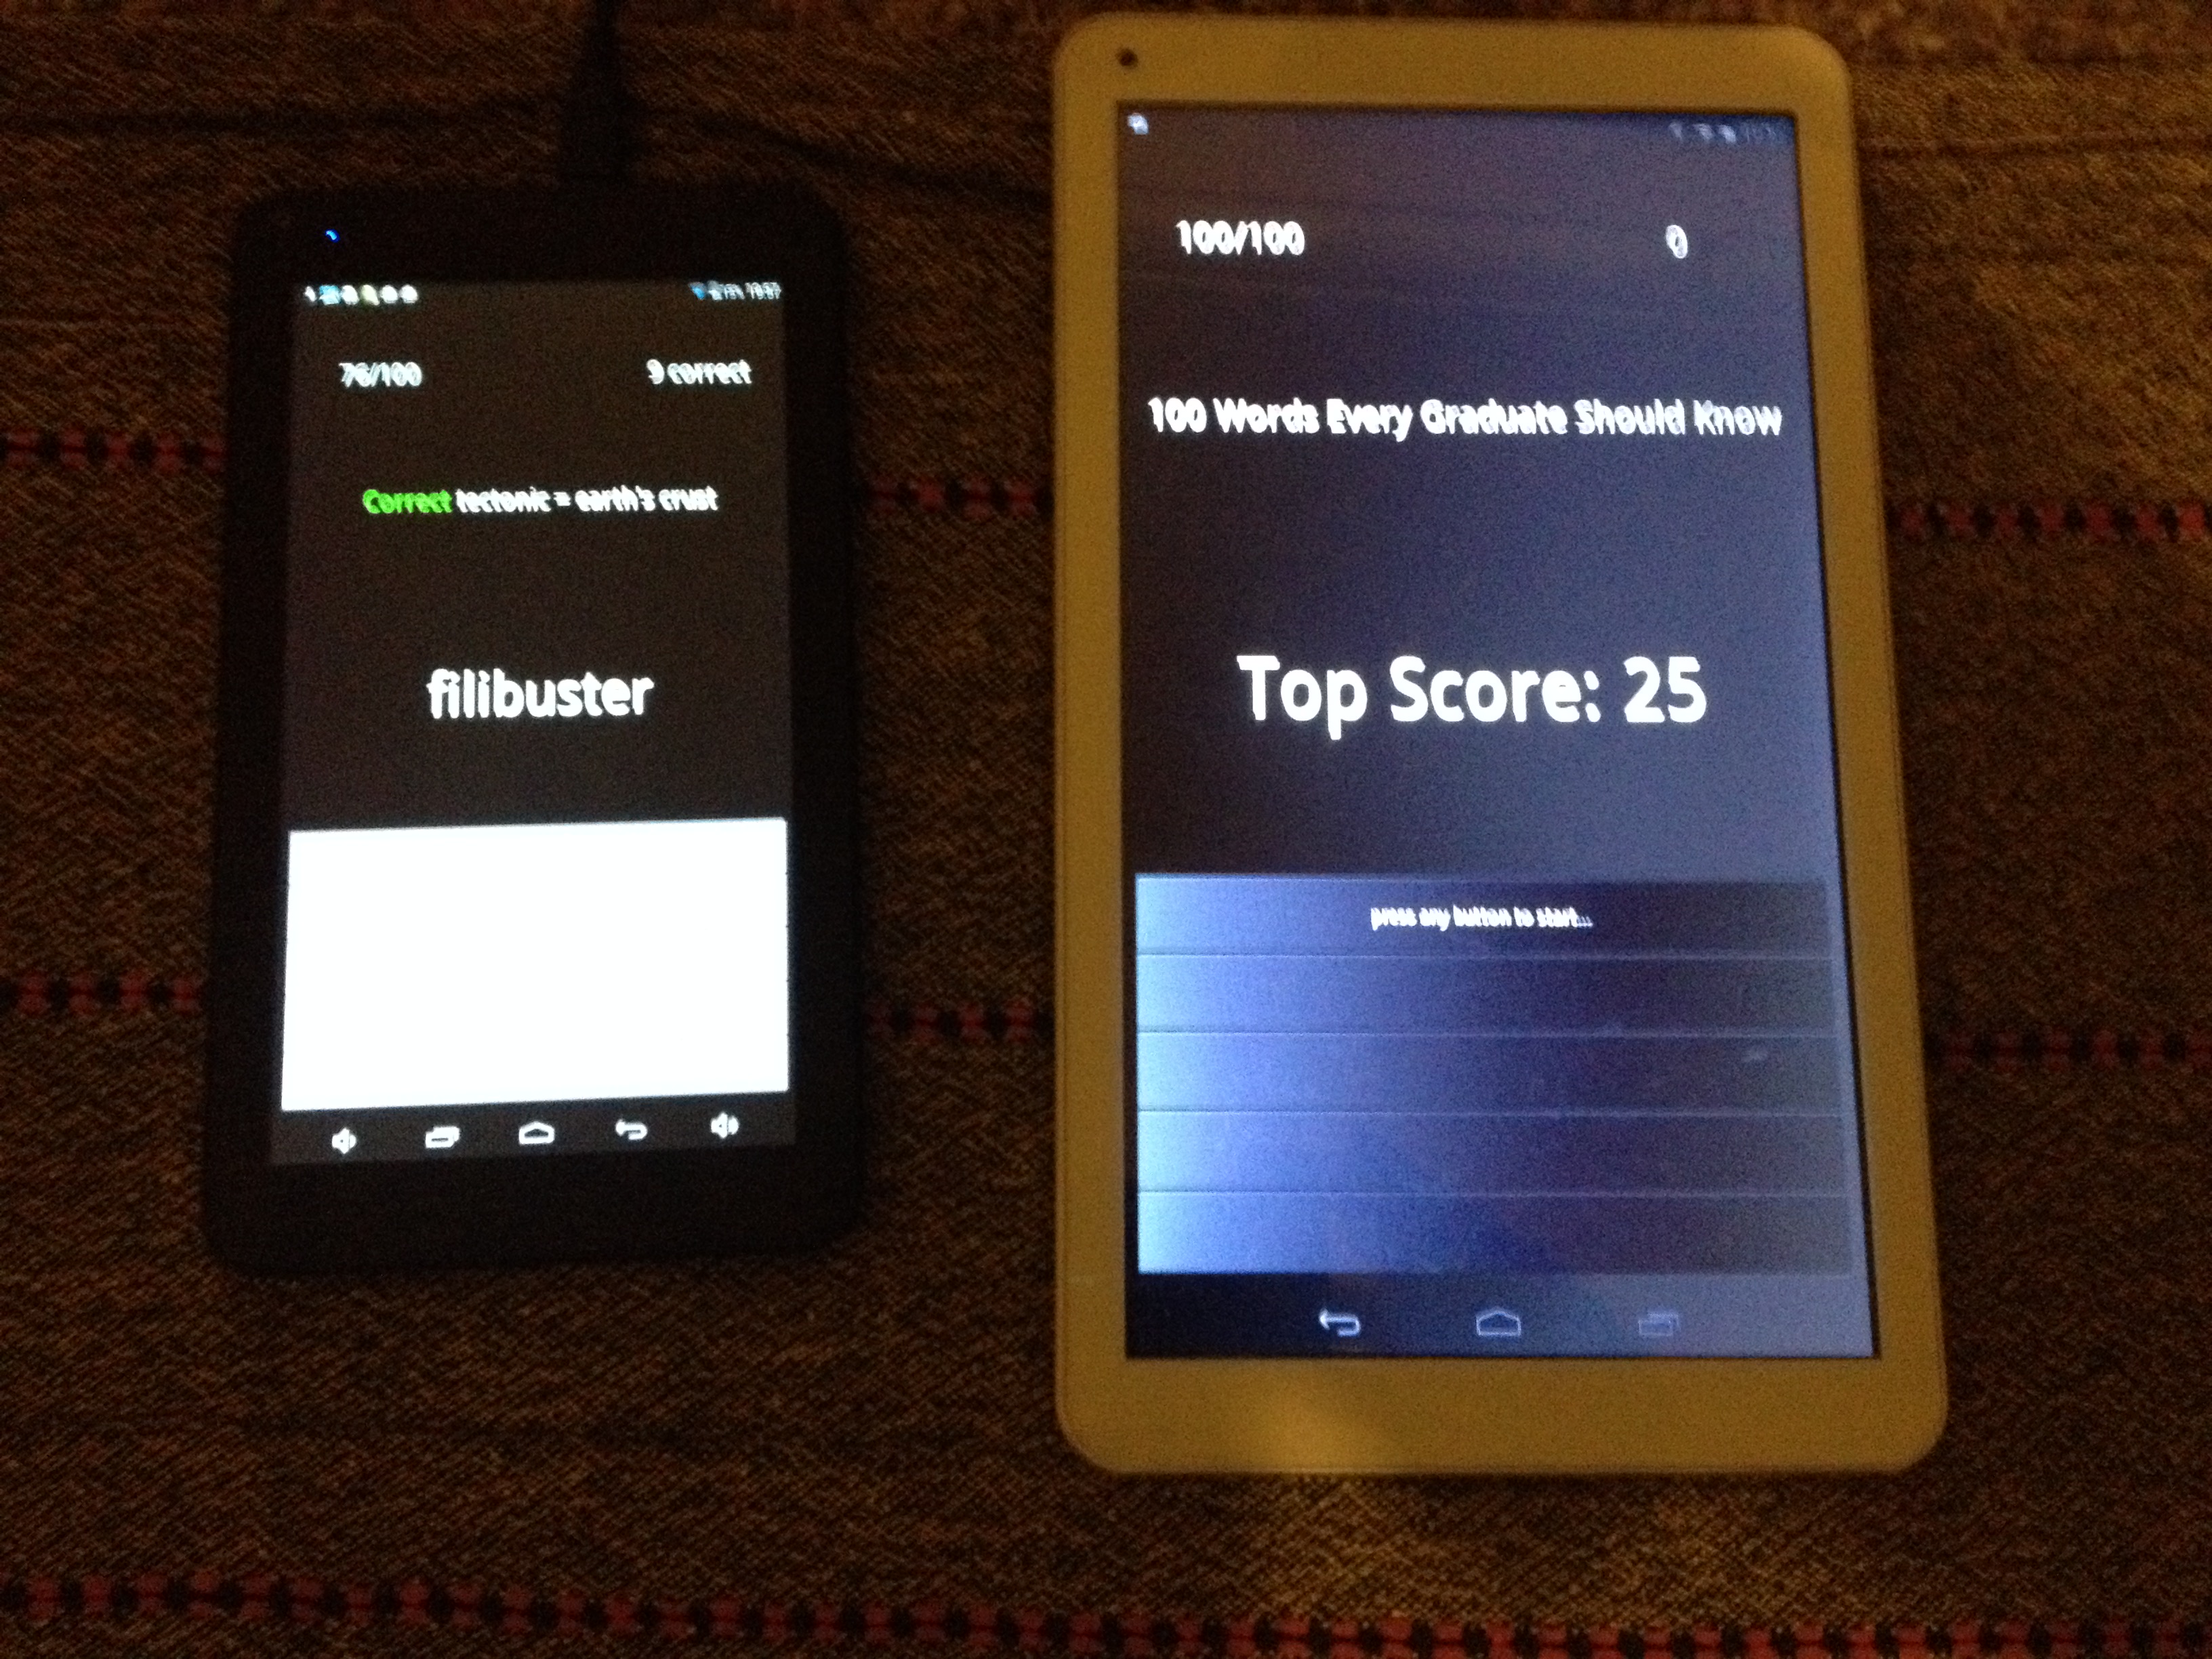 100/100 0
100 Words Every Graduate Should Know
Top Score: 25
press any button to start...
76/100 9 correct
Correct tectonic = earth's crust
filibuster